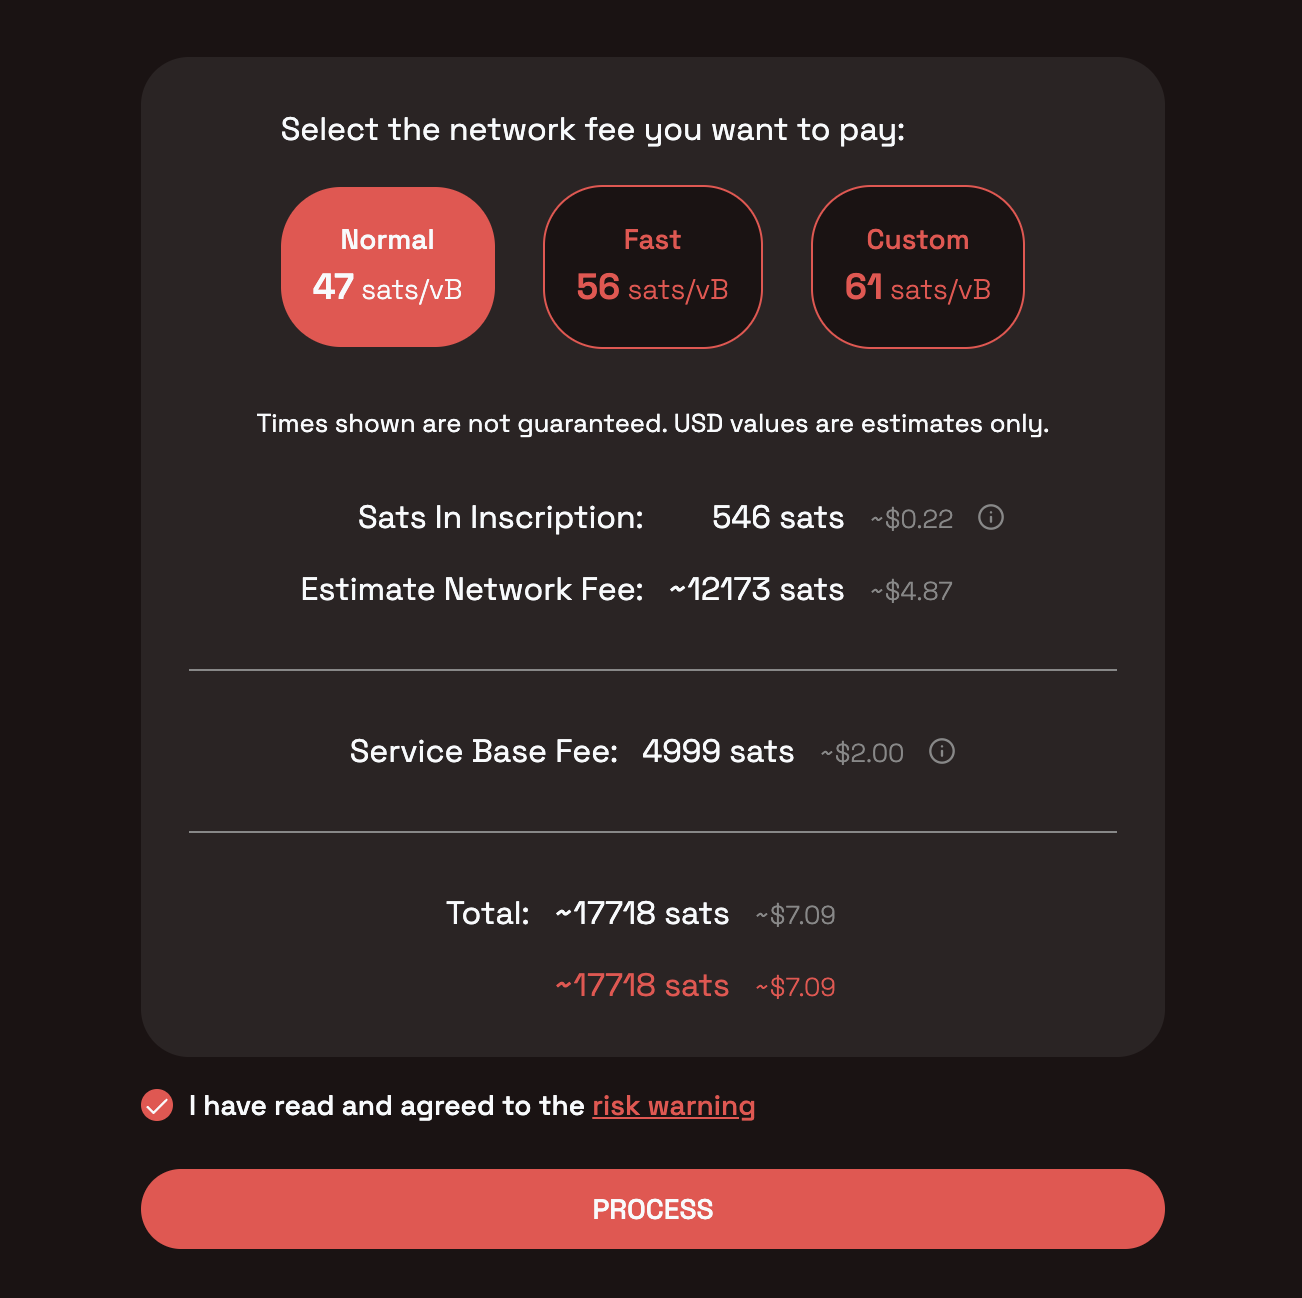 Select the network fee you want to pay:
Normal
47 sats/vB
Fast
56 sats/vB
Custom
61 sats/vB
Times shown are not guaranteed. USD values are estimates only.
Sats In Inscription: 546 sats ~$0.22
Estimate Network Fee: ~12173 sats ~$4.87
Service Base Fee: 4999 sats ~$2.00
Total: ~17718 sats ~$7.09
~17718 sats ~$7.09
I have read and agreed to the risk warning
PROCESS